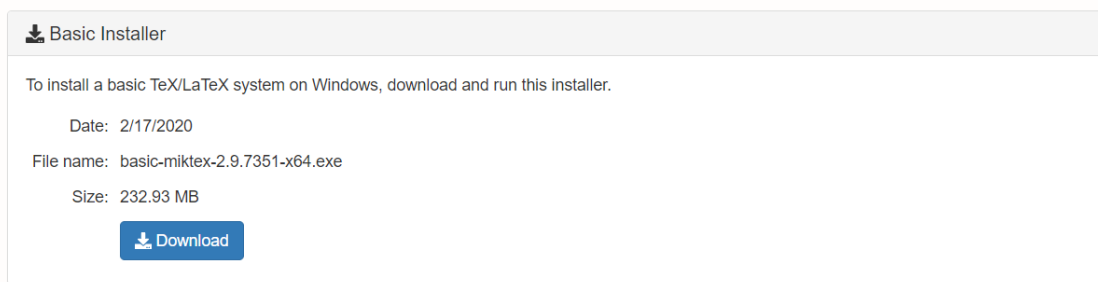 Basic Installer
To install a basic TeX/LaTeX system on Windows, download and run this installer.
Date: 2/17/2020
File name: basic-miktex-2.9.7351-x64.exe
Size: 232.93 MB
Download